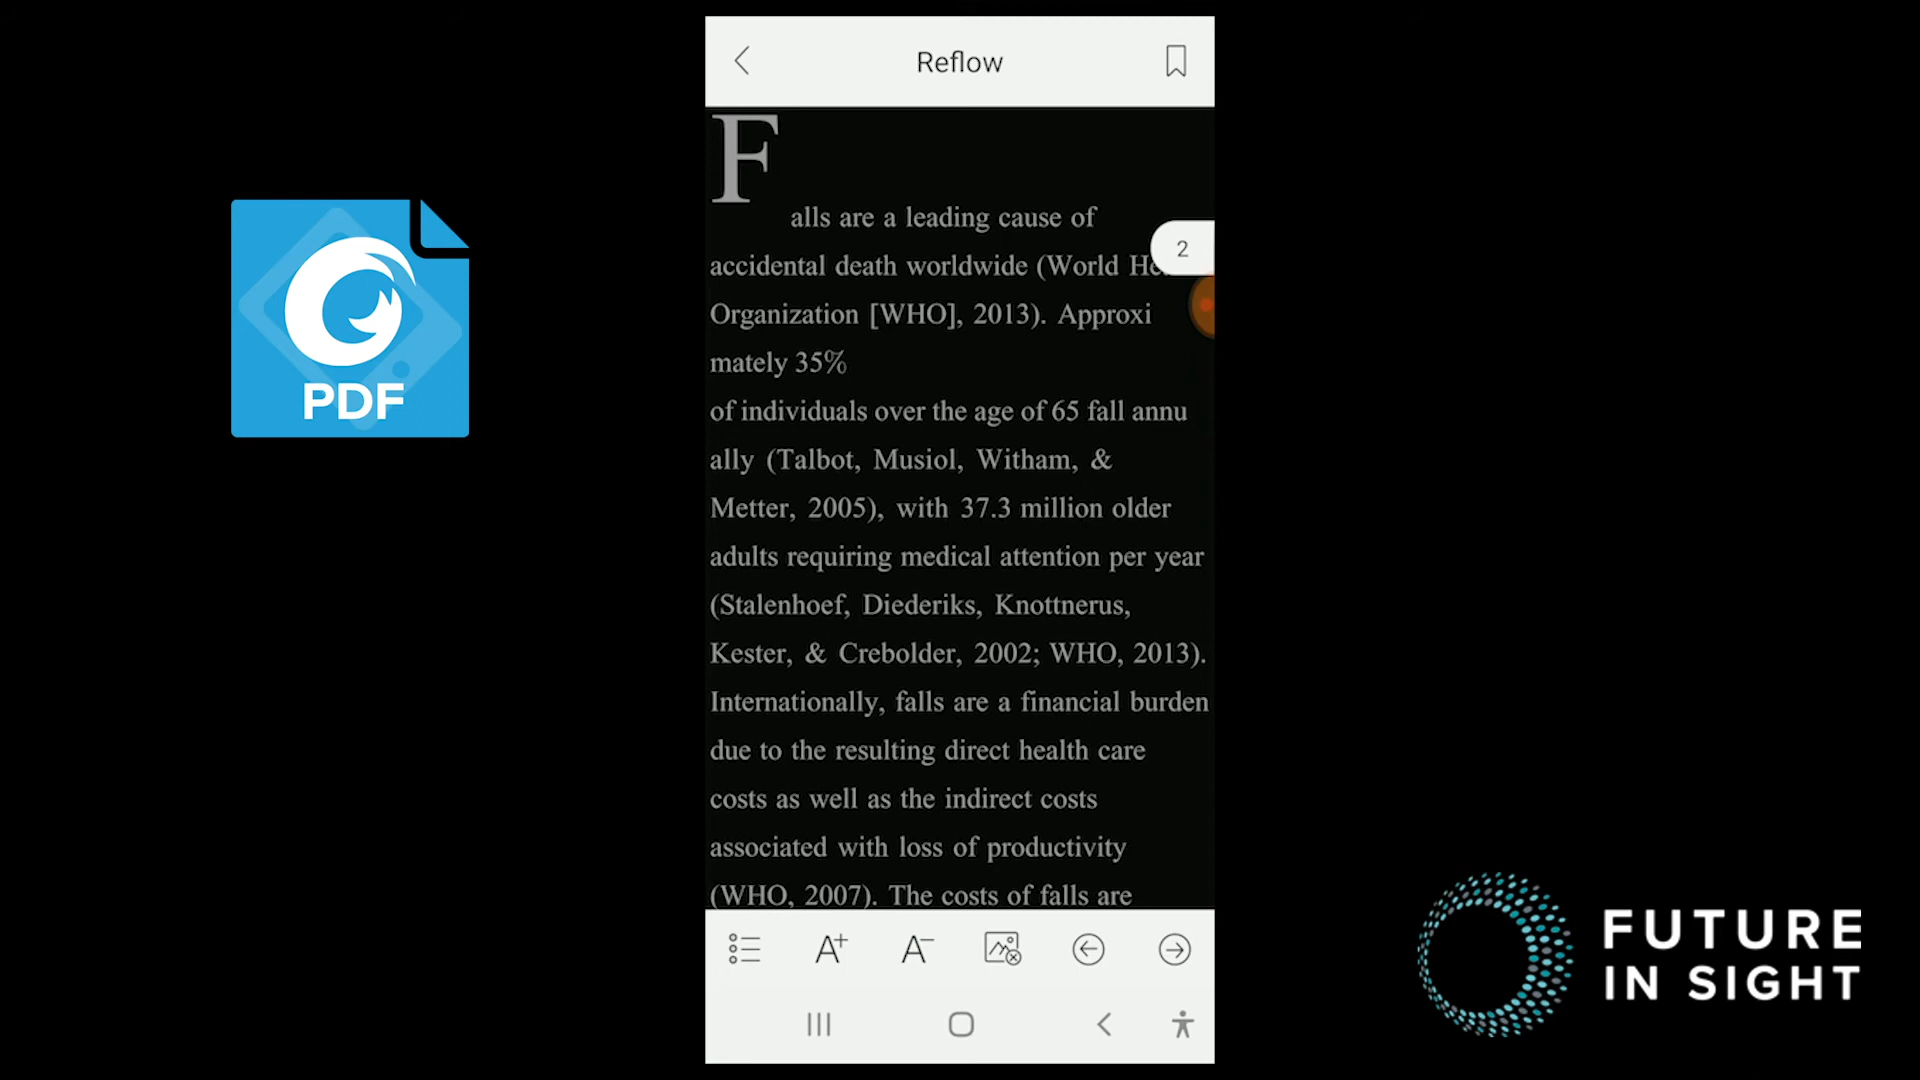 Reflow
F
alls are a leading cause of
2
accidental death worldwide (World
Organization [WHO], 2013). Approxi
mately 35%
of individuals over the age of 65 fall annu
ally (Talbot, Musiol, Witham, &
Metter, 2005), with 37.3 million older
adults requiring medical attention per year
(Stalenhoef, Diederiks, Knottnerus,
Kester, & Crebolder, 2002; WHO, 2013).
Internationally, falls are a financial burden
due to the resulting direct health care
costs as well as the indirect costs
associated with loss of productivity
(WHO, 2007). The costs of falls are
A+
A−
PDF
FUTURE
IN SIGHT